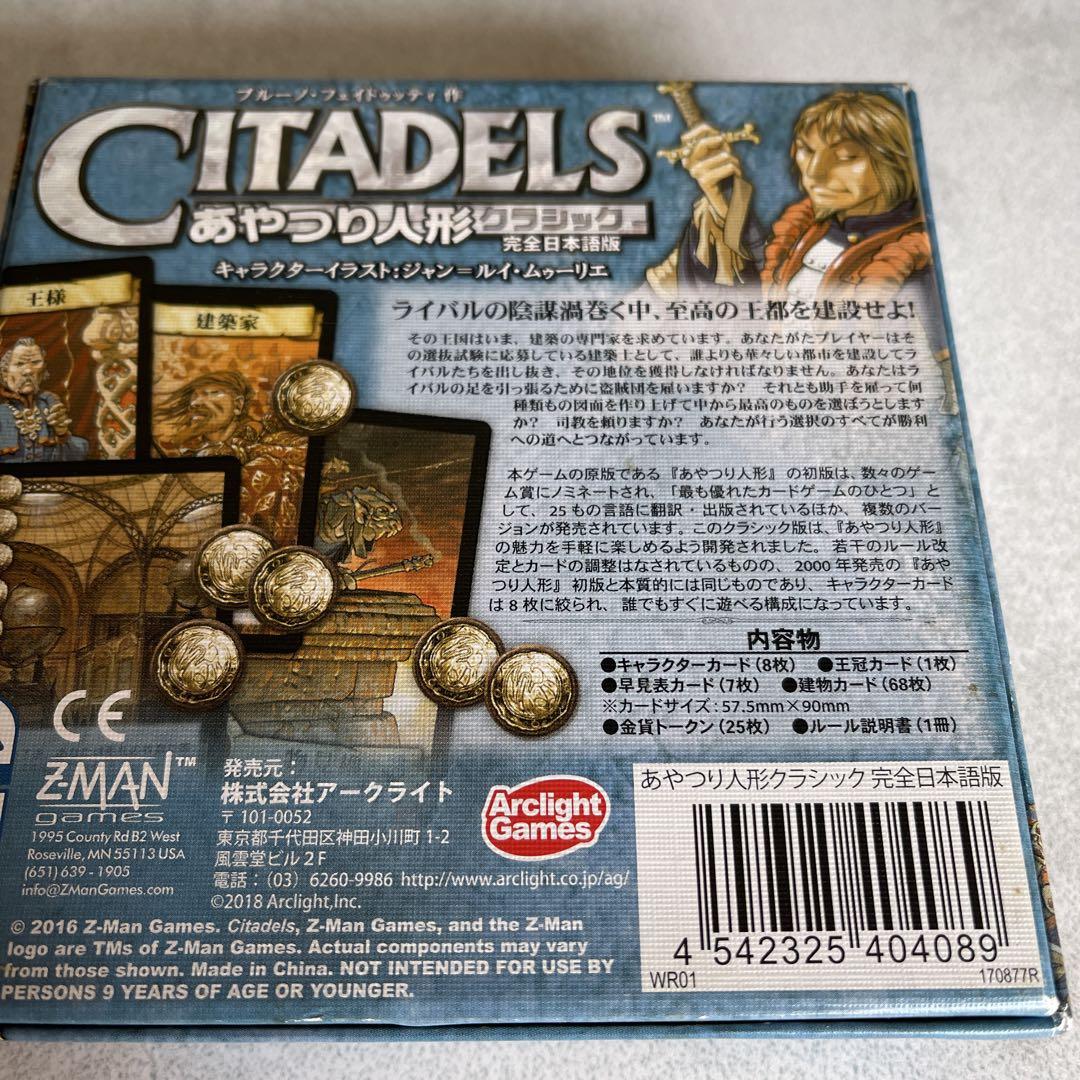 ブルーノ・フェイドゥッティ 作
CITADELS™
あやつり人形 クラシック
完全日本語版
キャラクターイラスト：ジャン＝ルイ・ムゥーリエ
王様
建築家
ライバルの陰謀渦巻く中、至高の王都を建設せよ！
その王国はいま、建築の専門家を求めています。あなたがたプレイヤーはそ
の選抜試験に応募している建築士として、誰よりも華々しい都市を建設してラ
イバルたちを出し抜き、その地位を獲得しなければなりません。あなたはラ
イバルの足を引っ張るために盗賊団を雇いますか？ それとも助手を雇って何
種類もの図面を作り上げて中から最高のものを選ぼうとします
か？ 司教を頼りますか？ あなたが行う選択のすべてが勝利
への道へとつながっています。
本ゲームの原版である『あやつり人形』の初版は、数々のゲー
ム賞にノミネートされ、「最も優れたカードゲームのひとつ」と
して、25もの言語に翻訳・出版されているほか、複数のバー
ジョンが発売されています。このクラシック版は、『あやつり人形』
の魅力を手軽に楽しめるよう開発されました。若干のルール改
定とカードの調整はなされているものの、2000年発売の『あや
つり人形』初版と本質的には同じものであり、キャラクターカード
は8枚に絞られ、誰でもすぐに遊べる構成になっています。
内容物
●キャラクターカード（8枚） ●王冠カード（1枚）
●早見表カード（7枚） ●建物カード（68枚）
※カードサイズ：57.5mm×90mm
●金貨トークン（25枚） ●ルール説明書（1冊）
CE
Z-MAN™
games
1995 County Rd B2 West
Roseville, MN 55113 USA
(651) 639 - 1905
info@ZManGames.com
発売元：
株式会社アークライト
〒101-0052
東京都千代田区神田小川町 1-2
風雲堂ビル 2F
電話：（03）6260-9986 http://www.arclight.co.jp/ag/
©2018 Arclight,Inc.
Arclight
Games
あやつり人形クラシック 完全日本語版
4 542325 404089
WR01 170877R
© 2016 Z-Man Games. Citadels, Z-Man Games, and the Z-Man
logo are TMs of Z-Man Games. Actual components may vary
from those shown. Made in China. NOT INTENDED FOR USE BY
PERSONS 9 YEARS OF AGE OR YOUNGER.